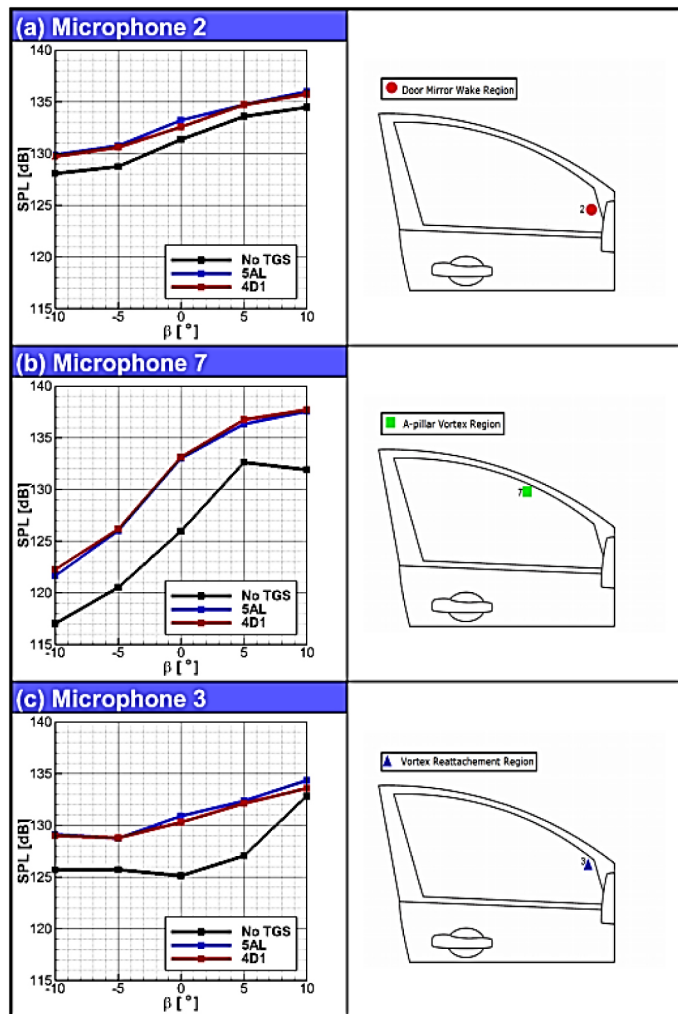 (a) Microphone 2
140
135
130
125
120
115
SPL [dB]
-10 -5 0 5 10
β [°]
No TGS
5AL
4D1
Door Mirror Wake Region
2
(b) Microphone 7
140
135
130
125
120
115
SPL [dB]
-10 -5 0 5 10
β [°]
No TGS
5AL
4D1
A-pillar Vortex Region
7
(c) Microphone 3
140
135
130
125
120
115
SPL [dB]
-10 -5 0 5 10
β [°]
No TGS
5AL
4D1
Vortex Reattachement Region
3